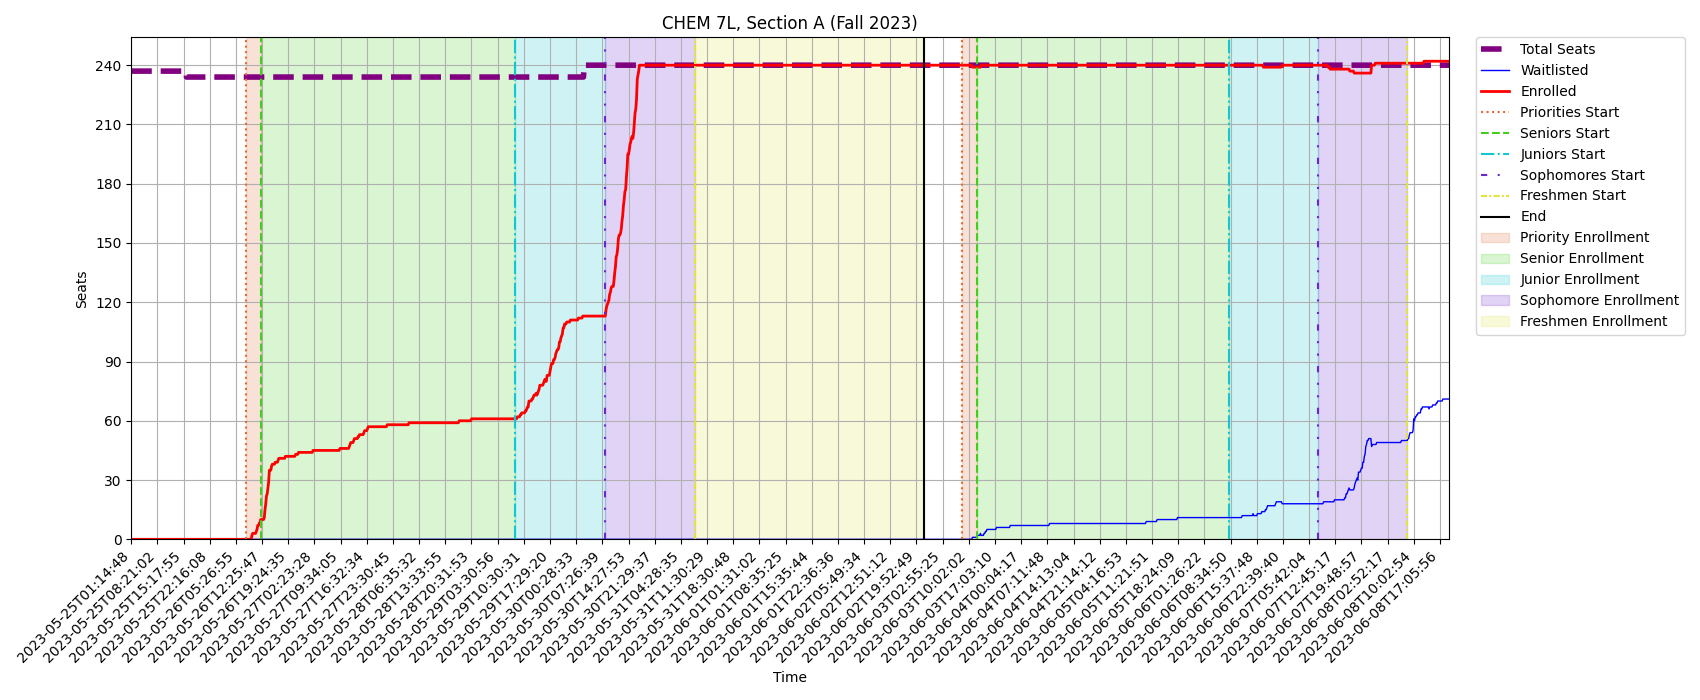 CHEM 7L, Section A (Fall 2023)
Seats
240
210
180
150
120
90
60
30
0
2023-05-25T01:14:48
2023-05-25T08:21:02
2023-05-25T15:17:55
2023-05-25T22:16:08
2023-05-26T05:26:55
2023-05-26T12:25:47
2023-05-26T19:24:35
2023-05-27T02:23:28
2023-05-27T09:34:05
2023-05-27T16:32:34
2023-05-27T23:30:45
2023-05-28T06:35:32
2023-05-28T13:33:55
2023-05-28T20:31:53
2023-05-29T03:30:56
2023-05-29T10:30:31
2023-05-29T17:29:20
2023-05-30T00:28:33
2023-05-30T07:26:39
2023-05-30T14:27:53
2023-05-30T21:29:37
2023-05-31T04:28:35
2023-05-31T11:30:29
2023-05-31T18:30:48
2023-06-01T01:31:02
2023-06-01T08:35:25
2023-06-01T15:35:44
2023-06-01T22:36:36
2023-06-02T05:49:34
2023-06-02T12:51:12
2023-06-02T19:52:49
2023-06-03T02:55:25
2023-06-03T10:02:02
2023-06-03T17:03:10
2023-06-04T00:04:17
2023-06-04T07:11:48
2023-06-04T14:13:04
2023-06-04T21:14:12
2023-06-05T04:16:53
2023-06-05T11:21:51
2023-06-05T18:24:09
2023-06-06T01:26:22
2023-06-06T08:34:50
2023-06-06T15:37:48
2023-06-06T22:39:40
2023-06-07T05:42:04
2023-06-07T12:45:17
2023-06-07T19:48:57
2023-06-08T02:52:17
2023-06-08T10:02:54
2023-06-08T17:05:56
Time
Total Seats
Waitlisted
Enrolled
Priorities Start
Seniors Start
Juniors Start
Sophomores Start
Freshmen Start
End
Priority Enrollment
Senior Enrollment
Junior Enrollment
Sophomore Enrollment
Freshmen Enrollment